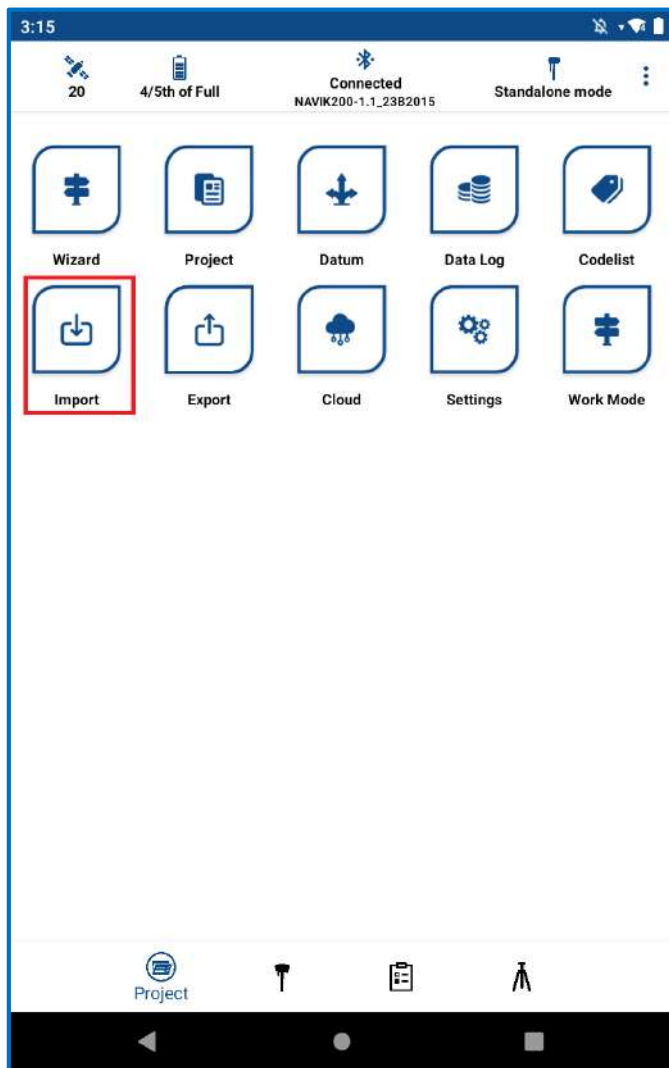 3:15
20
4/5th of Full
Connected
NAVIK200-1.1_23B2015
Standalone mode
Wizard
Project
Datum
Data Log
Codelist
Import
Export
Cloud
Settings
Work Mode
Project